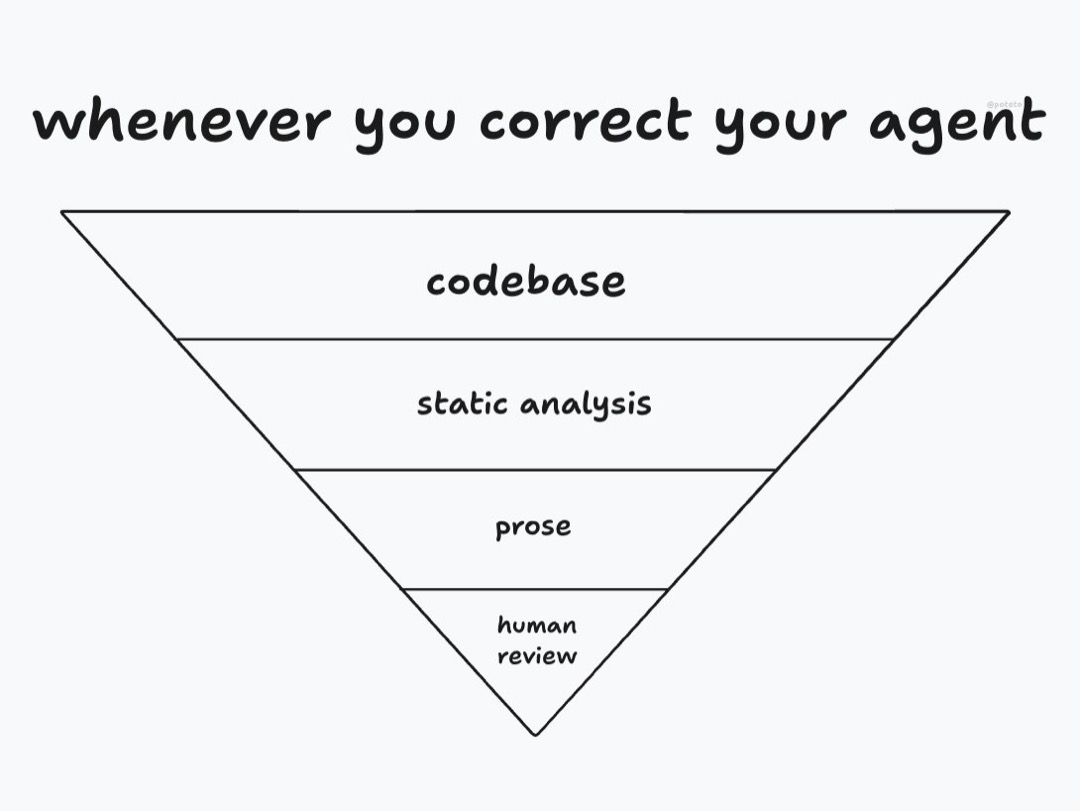 whenever you correct your agent
codebase
static analysis
prose
human
review